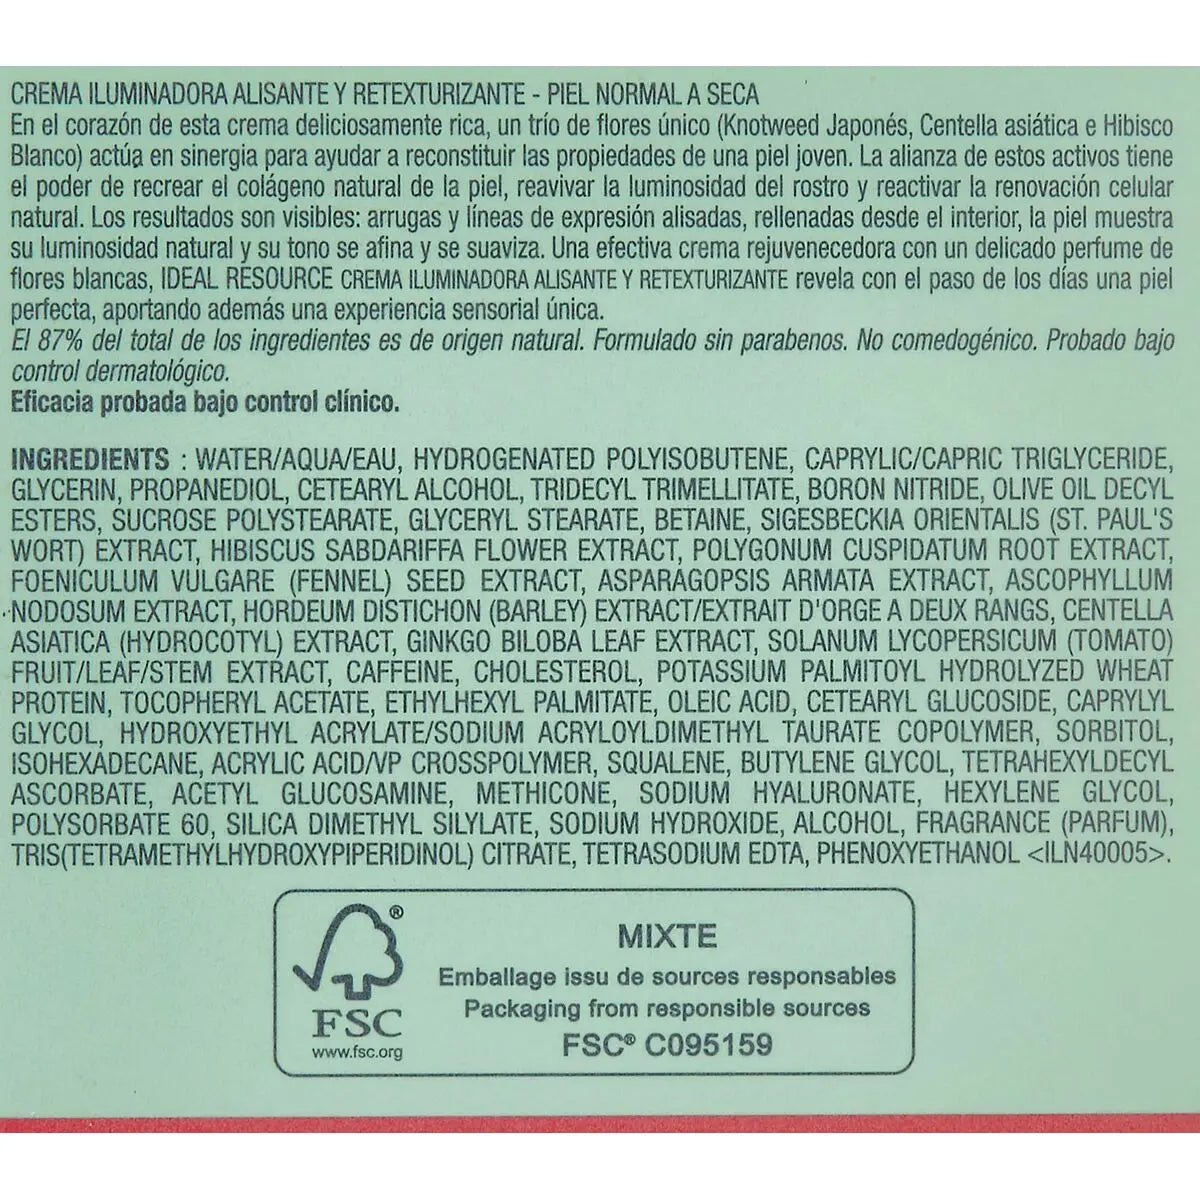 CREMA ILUMINADORA ALISANTE Y RETEXTURIZANTE - PIEL NORMAL A SECA
En el corazón de esta crema deliciosamente rica, un trío de flores único (Knotweed Japonés, Centella asiática e Hibisco
Blanco) actúa en sinergia para ayudar a reconstituir las propiedades de una piel joven. La alianza de estos activos tiene
el poder de recrear el colágeno natural de la piel, reavivar la luminosidad del rostro y reactivar la renovación celular
natural. Los resultados son visibles: arrugas y líneas de expresión alisadas, rellenadas desde el interior, la piel muestra
su luminosidad natural y su tono se afina y se suaviza. Una efectiva crema rejuvenecedora con un delicado perfume de
flores blancas, IDEAL RESOURCE CREMA ILUMINADORA ALISANTE Y RETEXTURIZANTE revela con el paso de los días una piel
perfecta, aportando además una experiencia sensorial única.
El 87% del total de los ingredientes es de origen natural. Formulado sin parabenos. No comedogénico. Probado bajo
control dermatológico.
Eficacia probada bajo control clínico.
INGREDIENTS : WATER/AQUA/EAU, HYDROGENATED POLYISOBUTENE, CAPRYLIC/CAPRIC TRIGLYCERIDE,
GLYCERIN, PROPANEDIOL, CETEARYL ALCOHOL, TRIDECYL TRIMELLITATE, BORON NITRIDE, OLIVE OIL DECYL
ESTERS, SUCROSE POLYSTEARATE, GLYCERYL STEARATE, BETAINE, SIGESBECKIA ORIENTALIS (ST. PAUL'S
WORT) EXTRACT, HIBISCUS SABDARIFFA FLOWER EXTRACT, POLYGONUM CUSPIDATUM ROOT EXTRACT,
FOENICULUM VULGARE (FENNEL) SEED EXTRACT, ASPARAGOPSIS ARMATA EXTRACT, ASCOPHYLLUM
NODOSUM EXTRACT, HORDEUM DISTICHON (BARLEY) EXTRACT/EXTRAIT D'ORGE A DEUX RANGS, CENTELLA
ASIATICA (HYDROCOTYL) EXTRACT, GINKGO BILOBA LEAF EXTRACT, SOLANUM LYCOPERSICUM (TOMATO)
FRUIT/LEAF/STEM EXTRACT, CAFFEINE, CHOLESTEROL, POTASSIUM PALMITOYL HYDROLYZED WHEAT
PROTEIN, TOCOPHERYL ACETATE, ETHYLHEXYL PALMITATE, OLEIC ACID, CETEARYL GLUCOSIDE, CAPRYLYL
GLYCOL, HYDROXYETHYL ACRYLATE/SODIUM ACRYLOYLDIMETHYL TAURATE COPOLYMER, SORBITOL,
ISOHEXADECANE, ACRYLIC ACID/VP CROSSPOLYMER, SQUALENE, BUTYLENE GLYCOL, TETRAHEXYLDECYL
ASCORBATE, ACETYL GLUCOSAMINE, METHICONE, SODIUM HYALURONATE, HEXYLENE GLYCOL,
POLYSORBATE 60, SILICA DIMETHYL SILYLATE, SODIUM HYDROXIDE, ALCOHOL, FRAGRANCE (PARFUM),
TRIS(TETRAMETHYLHYDROXYPIPERIDINOL) CITRATE, TETRASODIUM EDTA, PHENOXYETHANOL <ILN40005>.
®
FSC
www.fsc.org
MIXTE
Emballage issu de sources responsables
Packaging from responsible sources
FSC® C095159